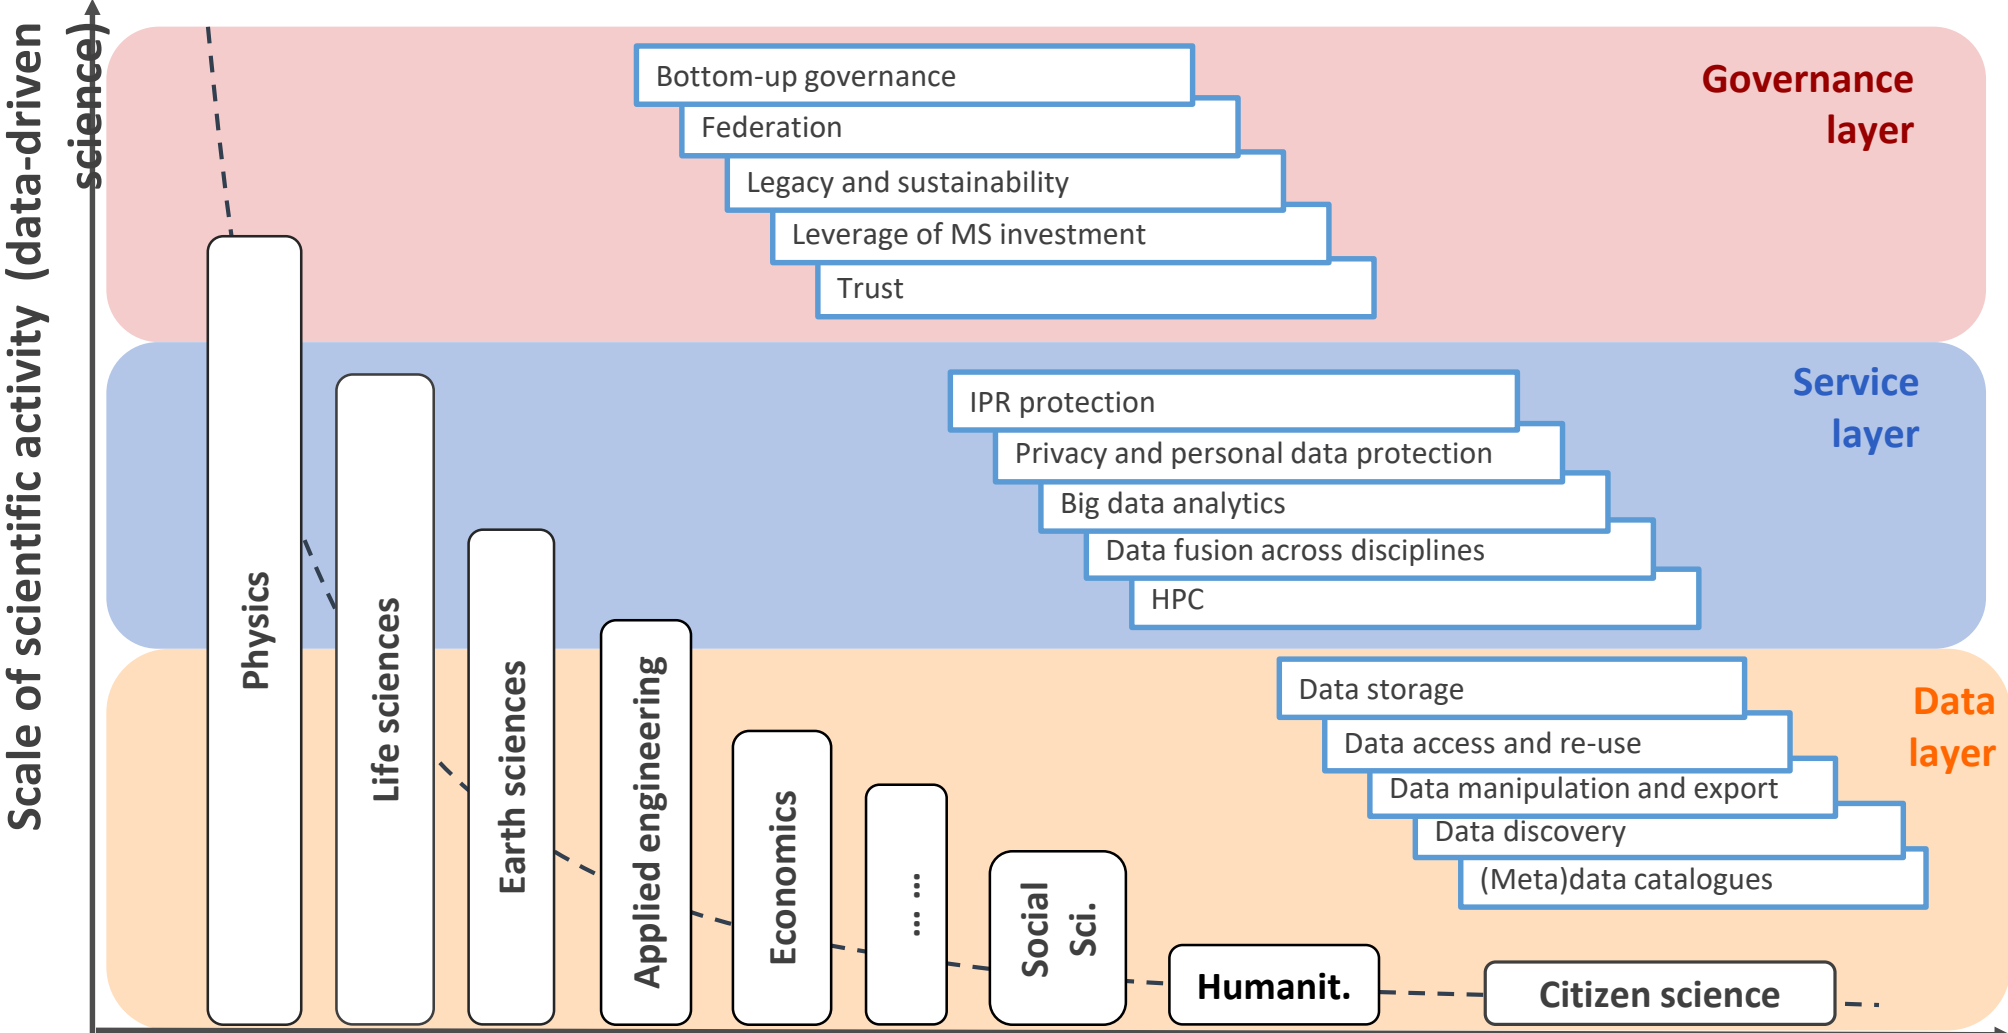 Scale of scientific activity (data-driven
science)
Governance
layer
Bottom-up governance
Federation
Legacy and sustainability
Leverage of MS investment
Trust
Service
layer
IPR protection
Privacy and personal data protection
Big data analytics
Data fusion across disciplines
HPC
Data
layer
Data storage
Data access and re-use
Data manipulation and export
Data discovery
(Meta)data catalogues
Physics
Life sciences
Earth sciences
Applied engineering
Economics
... ...
Social
Sci.
Humanit.
Citizen science